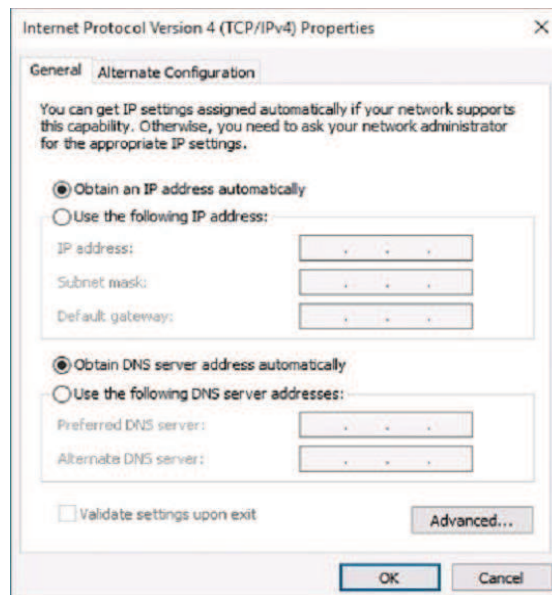 Internet Protocol Version 4 (TCP/IPv4) Properties
General
Alternate Configuration
You can get IP settings assigned automatically if your network supports
this capability. Otherwise, you need to ask your network administrator
for the appropriate IP settings.
Obtain an IP address automatically
Use the following IP address:
IP address:
Subnet mask:
Default gateway:
Obtain DNS server address automatically
Use the following DNS server addresses:
Preferred DNS server:
Alternate DNS server:
Validate settings upon exit
Advanced...
OK
Cancel